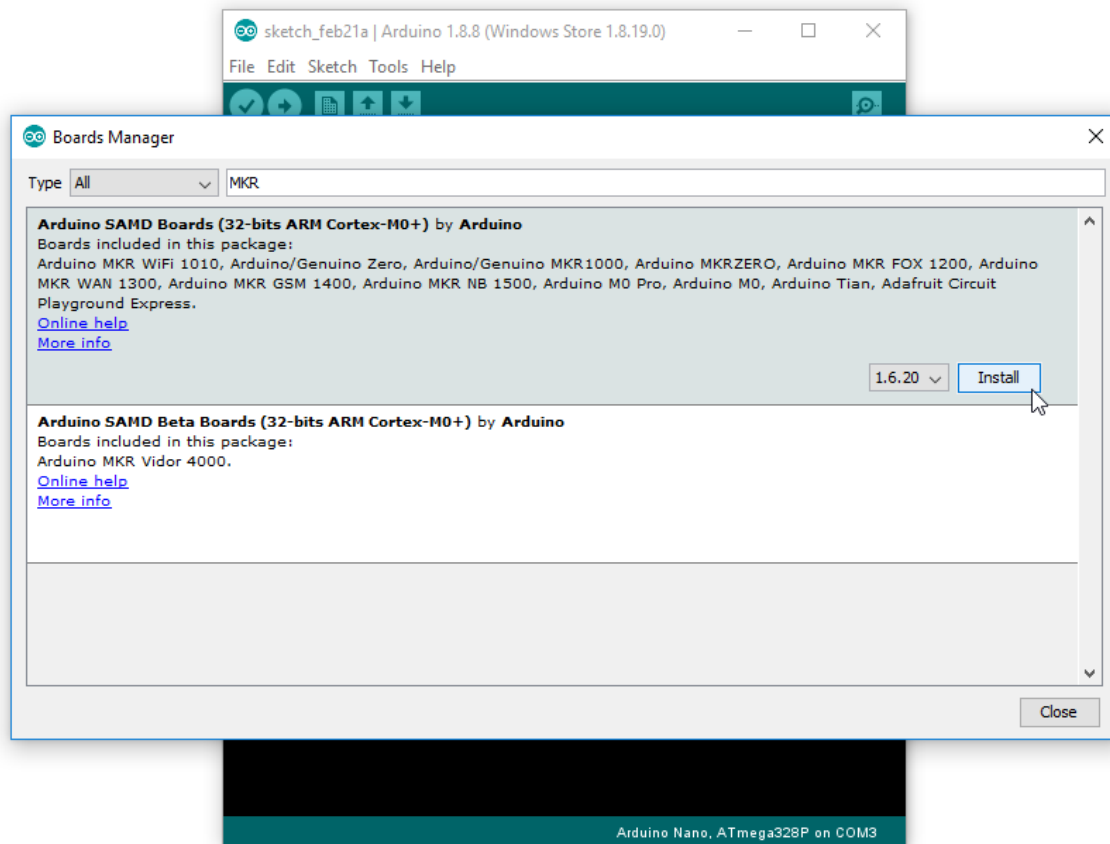 sketch_feb21a | Arduino 1.8.8 (Windows Store 1.8.19.0)
File Edit Sketch Tools Help
Boards Manager
Type All MKR
Arduino SAMD Boards (32-bits ARM Cortex-M0+) by Arduino
Boards included in this package:
Arduino MKR WiFi 1010, Arduino/Genuino Zero, Arduino/Genuino MKR1000, Arduino MKRZERO, Arduino MKR FOX 1200, Arduino
MKR WAN 1300, Arduino MKR GSM 1400, Arduino MKR NB 1500, Arduino M0 Pro, Arduino M0, Arduino Tian, Adafruit Circuit
Playground Express.
Online help
More info
1.6.20 Install
Arduino SAMD Beta Boards (32-bits ARM Cortex-M0+) by Arduino
Boards included in this package:
Arduino MKR Vidor 4000.
Online help
More info
Close
Arduino Nano, ATmega328P on COM3